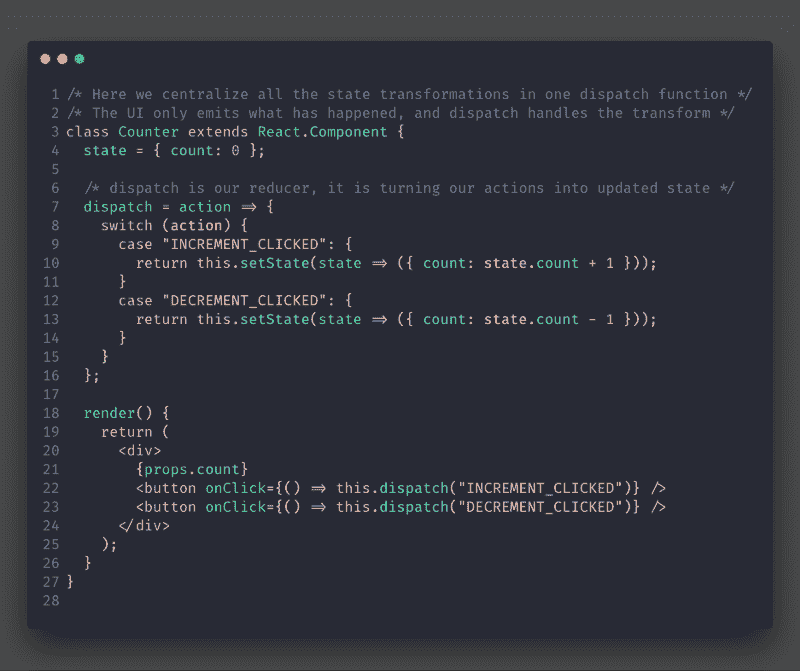 1 /* Here we centralize all the state transformations in one dispatch function */
2 /* The UI only emits what has happened, and dispatch handles the transform */
3 class Counter extends React.Component {
4   state = { count: 0 };
5
6   /* dispatch is our reducer, it is turning our actions into updated state */
7   dispatch = action => {
8     switch (action) {
9       case "INCREMENT_CLICKED": {
10         return this.setState(state => ({ count: state.count + 1 }));
11       }
12       case "DECREMENT_CLICKED": {
13         return this.setState(state => ({ count: state.count - 1 }));
14       }
15     }
16   };
17
18   render() {
19     return (
20       <div>
21         {props.count}
22         <button onClick={() => this.dispatch("INCREMENT_CLICKED")} />
23         <button onClick={() => this.dispatch("DECREMENT_CLICKED")} />
24       </div>
25     );
26   }
27 }
28